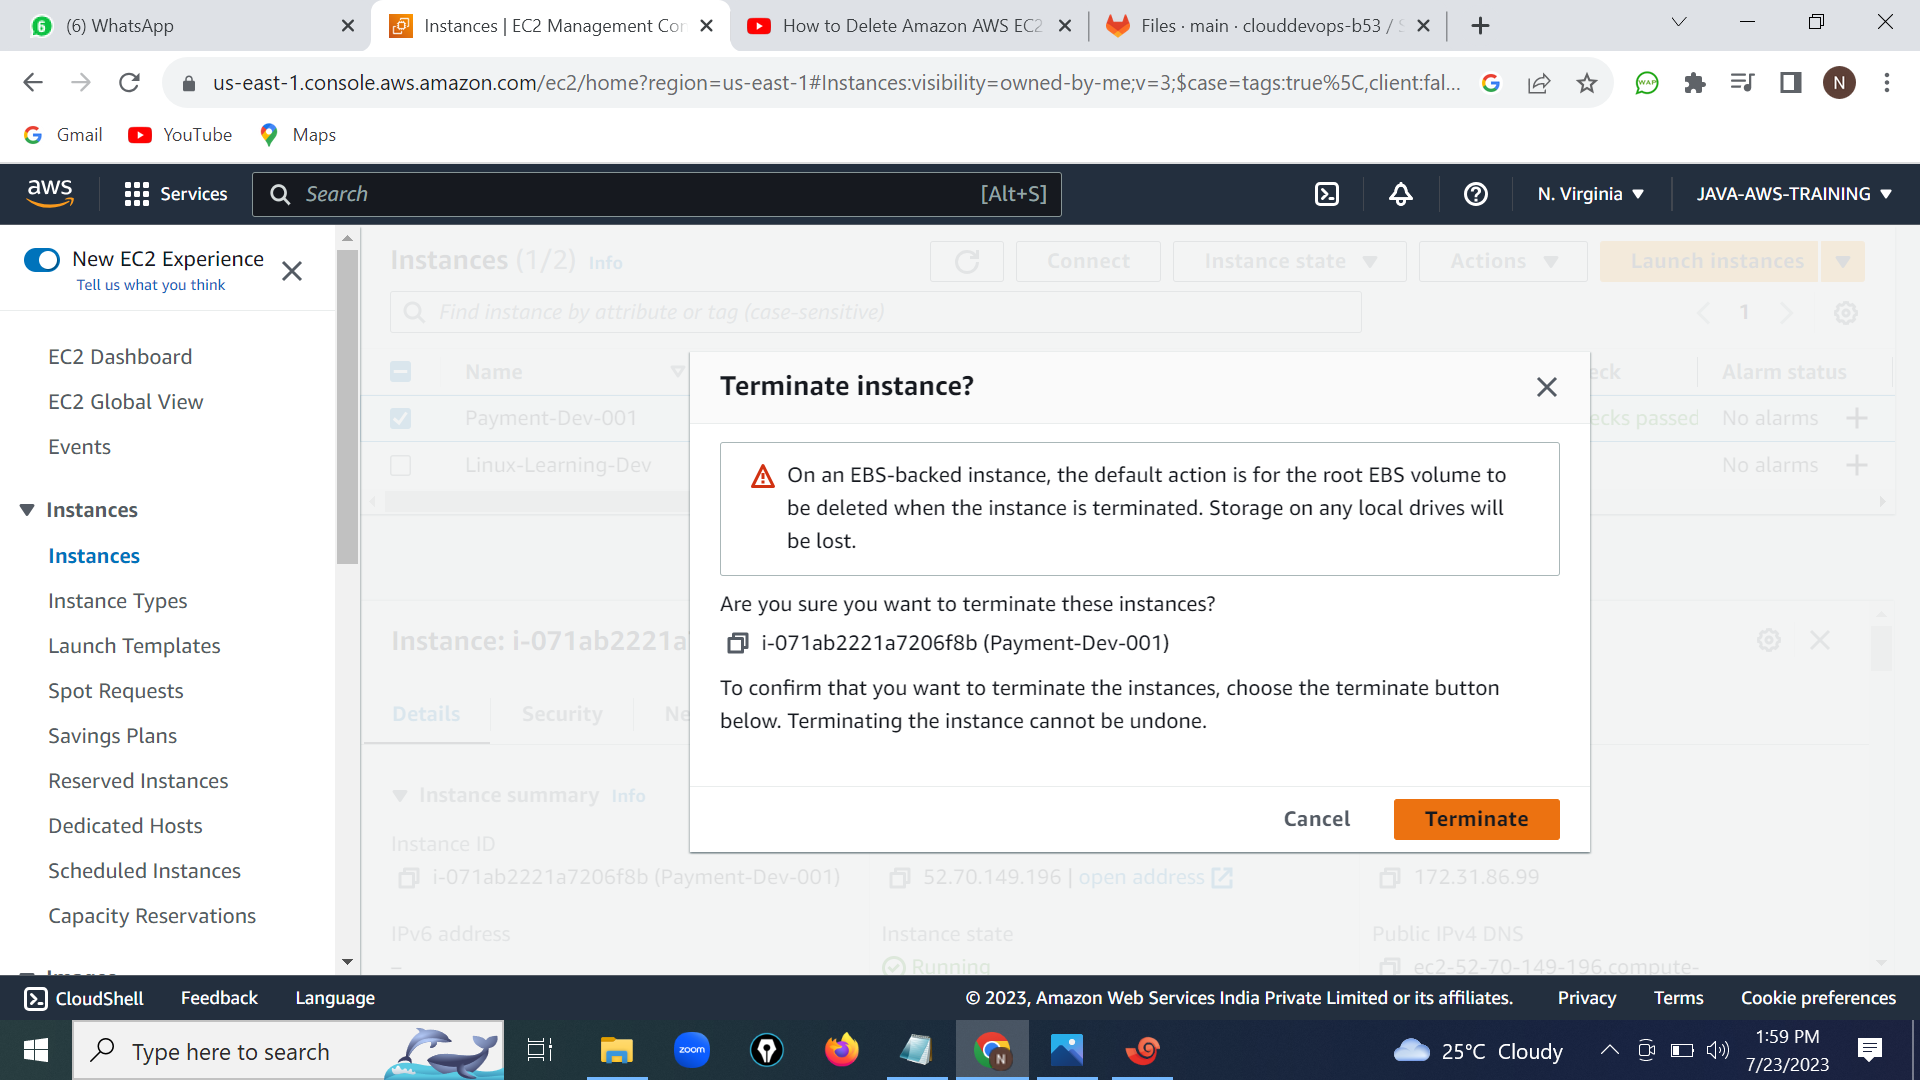 (6) WhatsApp
Instances | EC2 Management Con
How to Delete Amazon AWS EC2
Files · main · clouddevops-b53 / S
us-east-1.console.aws.amazon.com/ec2/home?region=us-east-1#Instances:visibility=owned-by-me;v=3;$case=tags:true%5C,client:fal...
N
Gmail
YouTube
Maps
aws
Services
Search
[Alt+S]
N. Virginia
JAVA-AWS-TRAINING
New EC2 Experience
Tell us what you think
EC2 Dashboard
EC2 Global View
Events
Instances
Instances
Instance Types
Launch Templates
Spot Requests
Savings Plans
Reserved Instances
Dedicated Hosts
Scheduled Instances
Capacity Reservations
Instances (1/2) Info
Connect
Instance state
Actions
Launch instances
Find instance by attribute or tag (case-sensitive)
1
Name
eck
Alarm status
Payment-Dev-001
ecks passed
No alarms
Linux-Learning-Dev
No alarms
Terminate instance?
On an EBS-backed instance, the default action is for the root EBS volume to
be deleted when the instance is terminated. Storage on any local drives will
be lost.
Are you sure you want to terminate these instances?
i-071ab2221a7206f8b (Payment-Dev-001)
To confirm that you want to terminate the instances, choose the terminate button
below. Terminating the instance cannot be undone.
Cancel
Terminate
Instance: i-071ab2221a
Details
Security
Ne
Instance summary Info
Instance ID
i-071ab2221a7206f8b (Payment-Dev-001)
52.70.149.196 | open address
172.31.86.99
IPv6 address
Instance state
Public IPv4 DNS
–
Running
ec2-52-70-149-196.compute-
CloudShell
Feedback
Language
© 2023, Amazon Web Services India Private Limited or its affiliates.
Privacy
Terms
Cookie preferences
Type here to search
zoom
N
25°C Cloudy
1:59 PM
7/23/2023